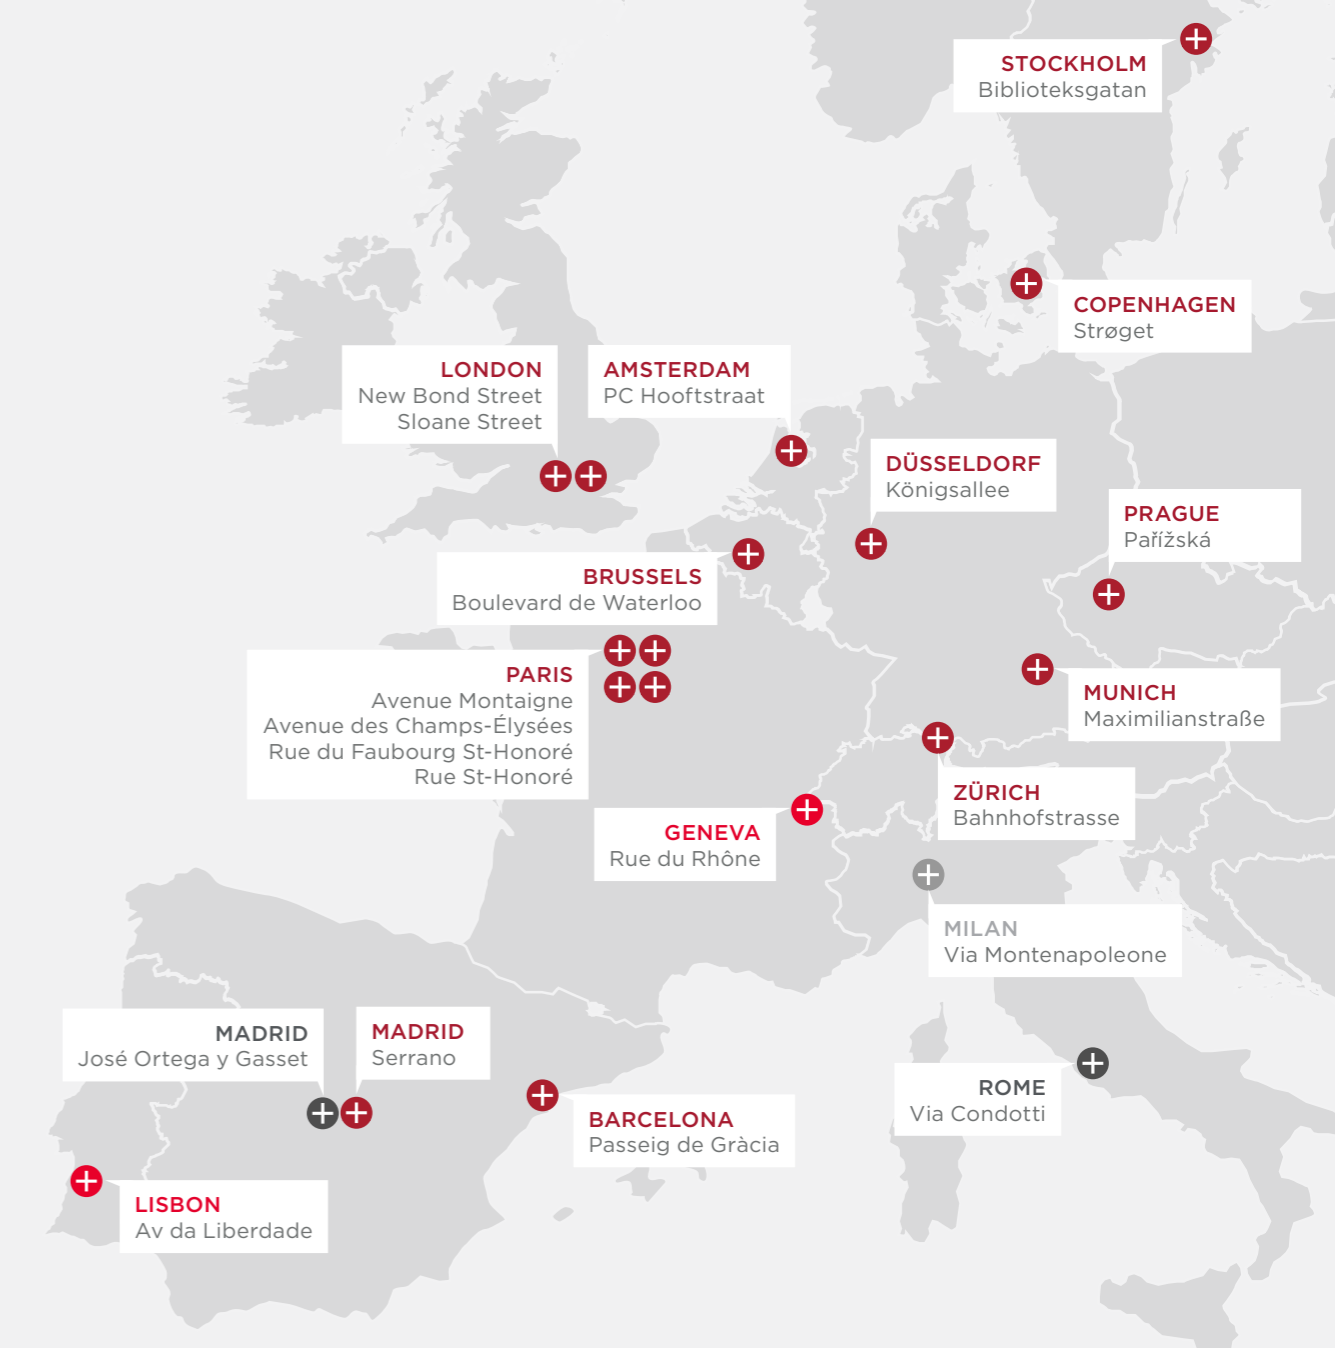 STOCKHOLM
Biblioteksgatan
COPENHAGEN
Strøget
LONDON
New Bond Street
Sloane Street
AMSTERDAM
PC Hooftstraat
DÜSSELDORF
Königsallee
PRAGUE
Pařížská
BRUSSELS
Boulevard de Waterloo
PARIS
Avenue Montaigne
Avenue des Champs-Élysées
Rue du Faubourg St-Honoré
Rue St-Honoré
MUNICH
Maximilianstraße
ZÜRICH
Bahnhofstrasse
GENEVA
Rue du Rhône
MILAN
Via Montenapoleone
MADRID
José Ortega y Gasset
MADRID
Serrano
ROME
Via Condotti
BARCELONA
Passeig de Gràcia
LISBON
Av da Liberdade